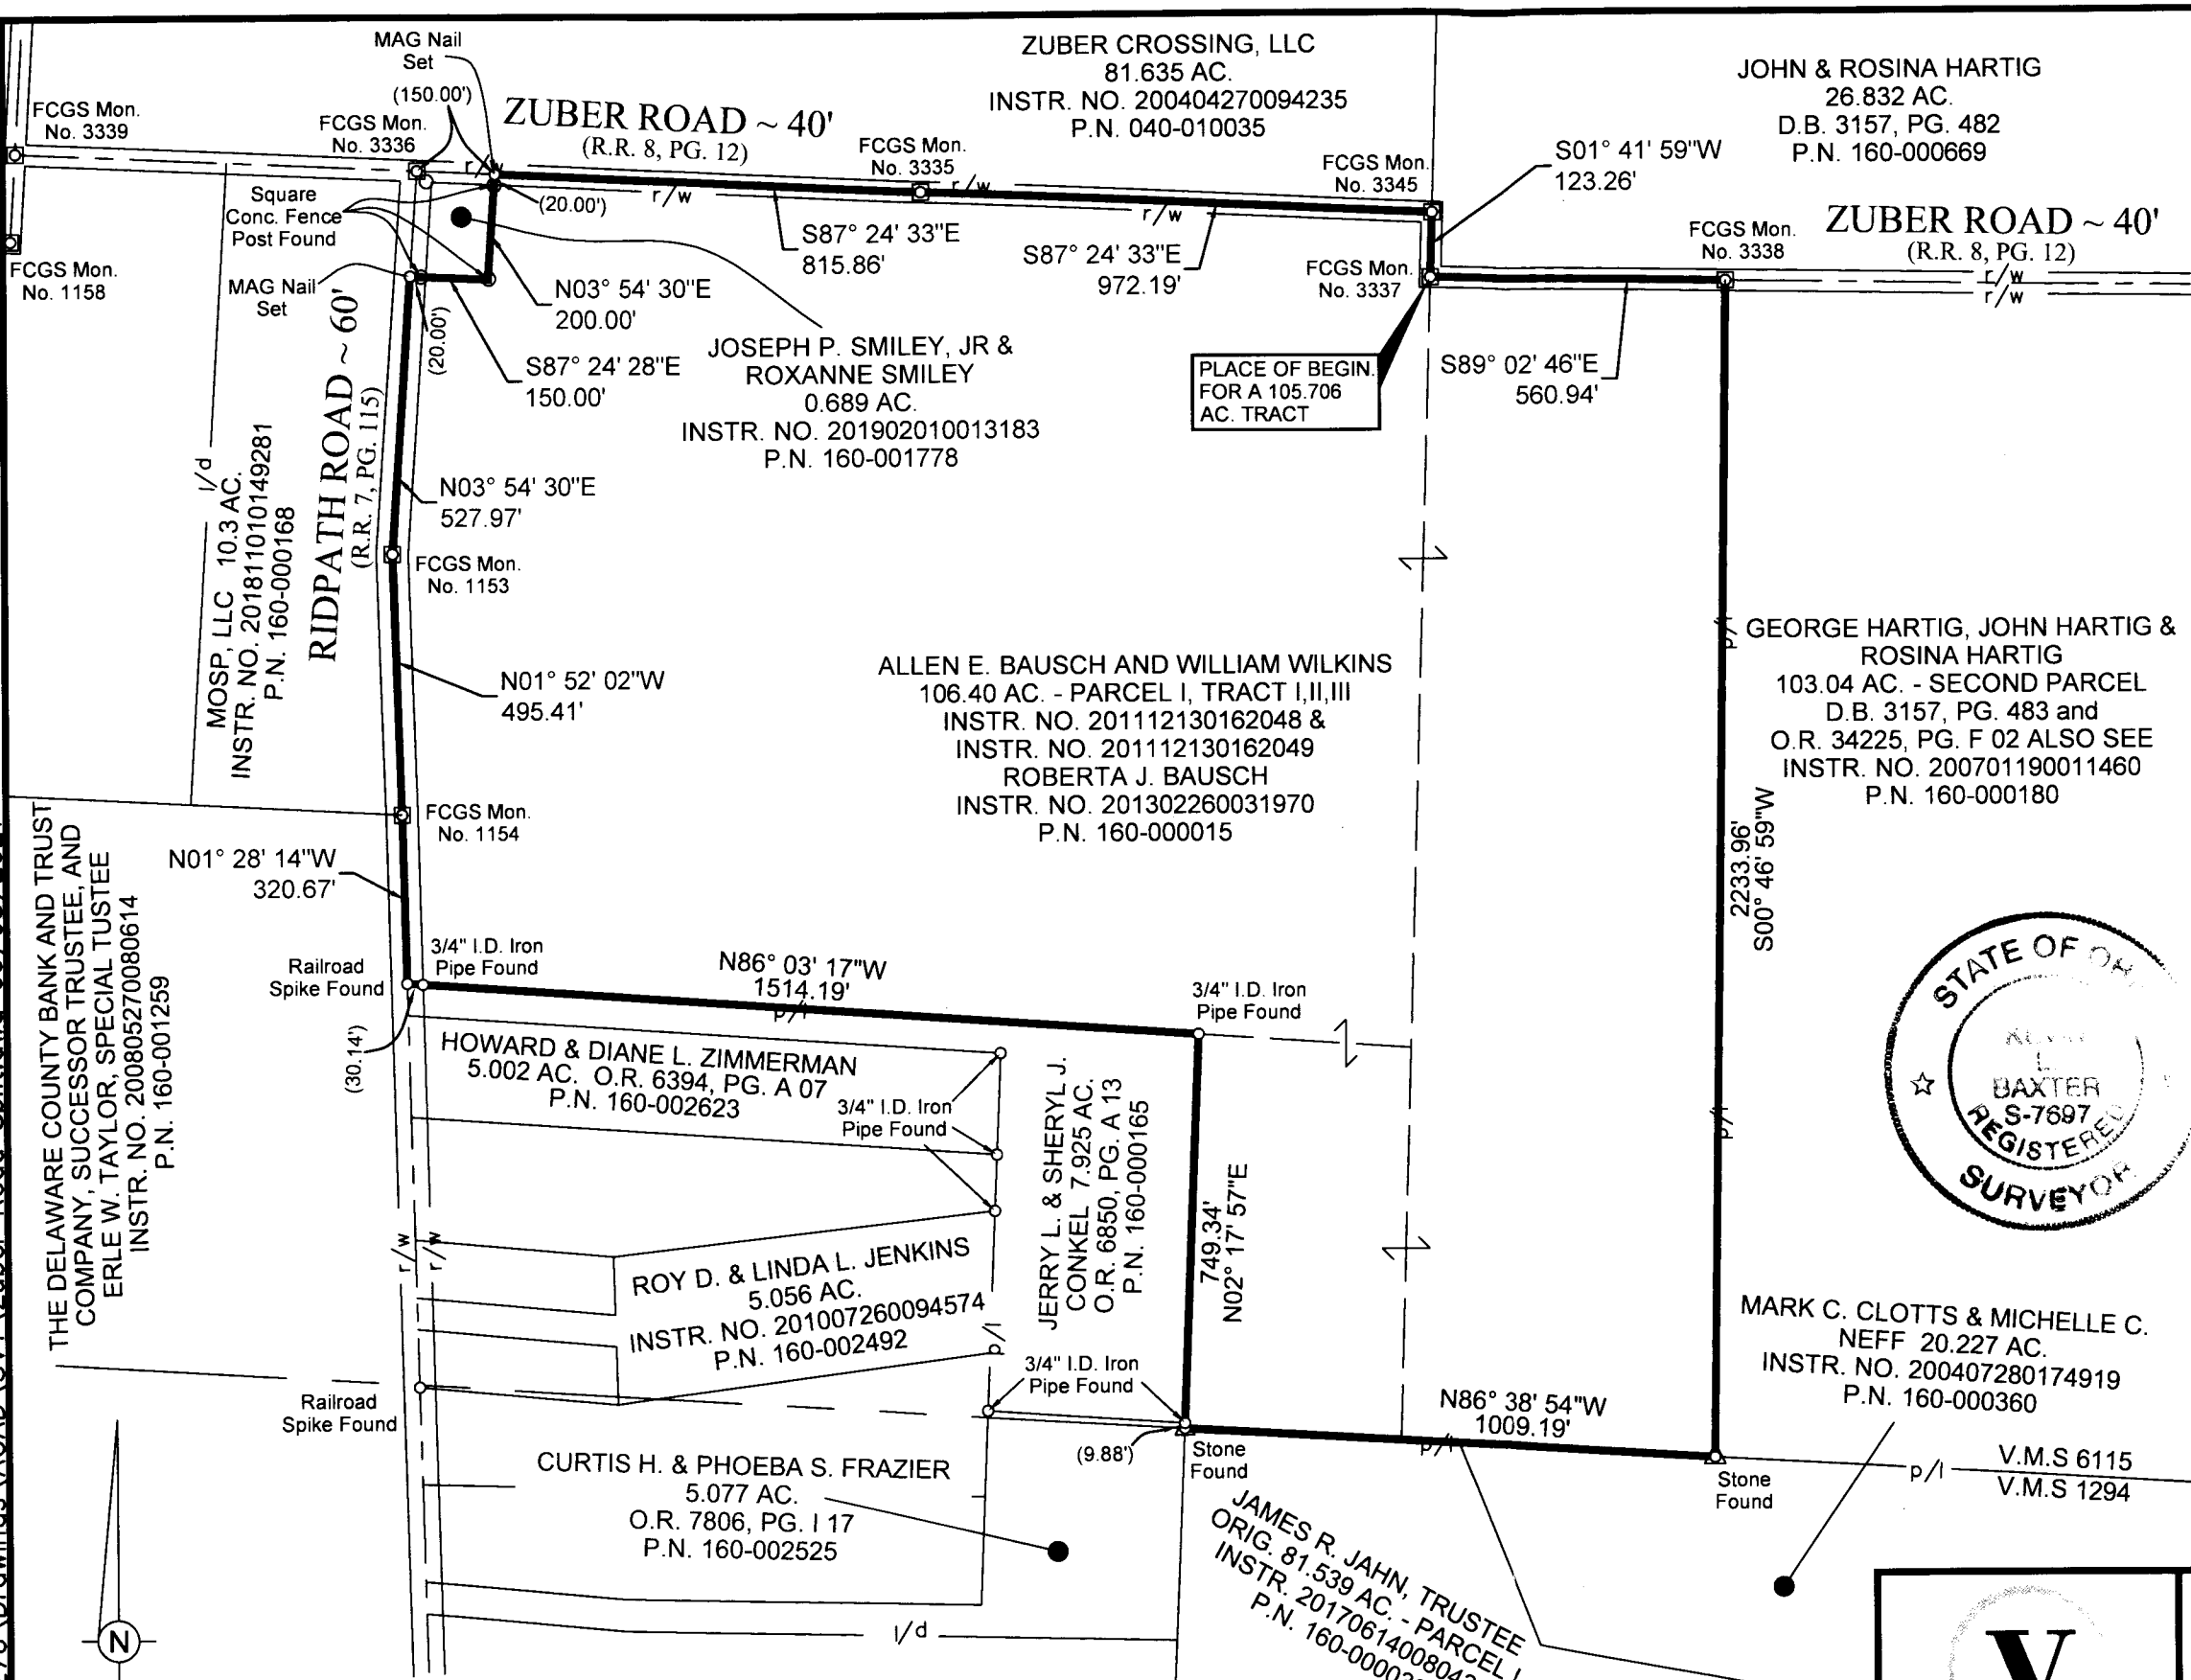 MAG Nail
Set
(150.00')
ZUBER ROAD ~ 40'
(R.R. 8, PG. 12)
ZUBER CROSSING, LLC
81.635 AC.
INSTR. NO. 200404270094235
P.N. 040-010035
JOHN & ROSINA HARTIG
26.832 AC.
D.B. 3157, PG. 482
P.N. 160-000669
FCGS Mon.
No. 3339
FCGS Mon.
No. 3336
FCGS Mon.
No. 3335
FCGS Mon.
No. 3345
S01° 41' 59"W
123.26'
r/w
r/w
r/w
r/w
Square
Conc. Fence
Post Found
(20.00')
S87° 24' 33"E
815.86'
S87° 24' 33"E
972.19'
FCGS Mon.
No. 3337
FCGS Mon.
No. 3338
ZUBER ROAD ~ 40'
(R.R. 8, PG. 12)
r/w
r/w
FCGS Mon.
No. 1158
MAG Nail
Set
N03° 54' 30"E
200.00'
(20.00')
S87° 24' 28"E
150.00'
JOSEPH P. SMILEY, JR &
ROXANNE SMILEY
0.689 AC.
INSTR. NO. 201902010013183
P.N. 160-001778
PLACE OF BEGIN.
FOR A 105.706
AC. TRACT
S89° 02' 46"E
560.94'
RIDPATH ROAD ~ 60'
(R.R. 7, PG. 115)
l/d
MOSP, LLC 10.3 AC.
INSTR. NO. 201811010149281
P.N. 160-000168
N03° 54' 30"E
527.97'
FCGS Mon.
No. 1153
N01° 52' 02"W
495.41'
ALLEN E. BAUSCH AND WILLIAM WILKINS
106.40 AC. - PARCEL I, TRACT I,II,III
INSTR. NO. 201112130162048 &
INSTR. NO. 201112130162049
ROBERTA J. BAUSCH
INSTR. NO. 201302260031970
P.N. 160-000015
p/l
GEORGE HARTIG, JOHN HARTIG &
ROSINA HARTIG
103.04 AC. - SECOND PARCEL
D.B. 3157, PG. 483 and
O.R. 34225, PG. F 02 ALSO SEE
INSTR. NO. 200701190011460
P.N. 160-000180
2233.96'
S00° 46' 59"W
FCGS Mon.
No. 1154
N01° 28' 14"W
320.67'
THE DELAWARE COUNTY BANK AND TRUST
COMPANY, SUCCESSOR TRUSTEE, AND
ERLE W. TAYLOR, SPECIAL TUSTEE
INSTR. NO. 200805270080614
P.N. 160-001259
Railroad
Spike Found
3/4" I.D. Iron
Pipe Found
N86° 03' 17"W
1514.19'
p/l
3/4" I.D. Iron
Pipe Found
(30.14')
HOWARD & DIANE L. ZIMMERMAN
5.002 AC. O.R. 6394, PG. A 07
P.N. 160-002623
3/4" I.D. Iron
Pipe Found
JERRY L. & SHERYL J.
CONKEL 7.925 AC.
O.R. 6850, PG. A 13
P.N. 160-000165
749.34'
N02° 17' 57"E
p/l
STATE OF
L.
BAXTER
S-7697
REGISTERED
SURVEYOR
r/w
r/w
ROY D. & LINDA L. JENKINS
5.056 AC.
INSTR. NO. 201007260094574
P.N. 160-002492
p/l
3/4" I.D. Iron
Pipe Found
Railroad
Spike Found
N86° 38' 54"W
1009.19'
p/l
MARK C. CLOTTS & MICHELLE C.
NEFF 20.227 AC.
INSTR. NO. 200407280174919
P.N. 160-000360
(9.88')
Stone
Found
Stone
Found
p/l
V.M.S 6115
V.M.S 1294
CURTIS H. & PHOEBA S. FRAZIER
5.077 AC.
O.R. 7806, PG. I 17
P.N. 160-002525
JAMES R. JAHN, TRUSTEE
ORIG. 81.539 AC. - PARCEL I
INSTR.
P.N.
l/d
N
V